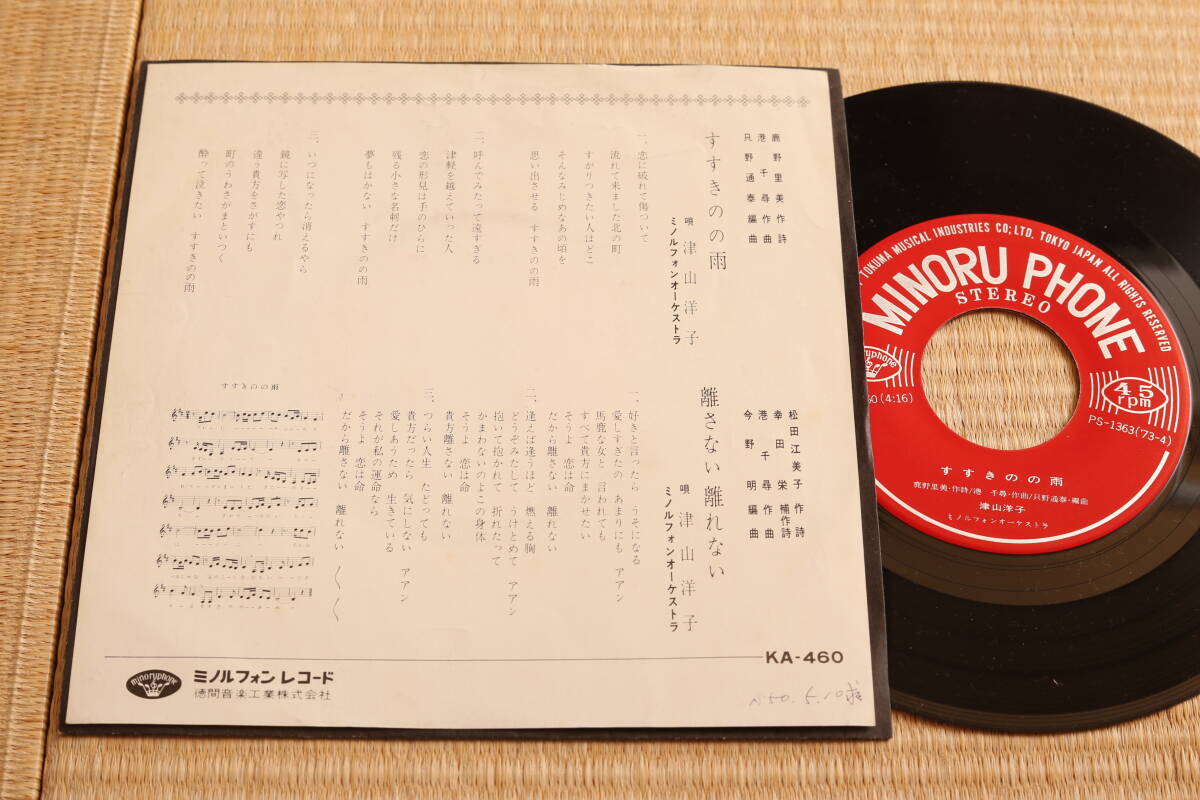 鹿野里美 作詩
港千尋 作曲
只野通泰 編曲
すすきのの雨
唄 津山洋子
ミノルフォンオーケストラ
一、恋に破れて傷ついて
流れて来ました北の町
すがりつきたい人はどこ
そんなみじめなあの頃を
思い出させる すすきのの雨
二、呼んでみたって遠すぎる
津軽を越えていった人
恋の形見は手のひらに
残る小さな名刺だけ
夢もはかない すすきのの雨
三、いつになったら消えるやら
鏡に写した恋やつれ
違う貴方をさがすにも
町のうわさがまといつく
酔って泣きたい すすきのの雨
松田江美子 作詩
幸田栄 補作詩
港千尋 作曲
今野明 編曲
離さない離れない
唄 津山洋子
ミノルフォンオーケストラ
一、好きと言ったら うそになる
愛しすぎたの あまりにも アアン
馬鹿な女と 言われても
すべて貴方に まかせたい
そうよ 恋は命
だから離さない 離れない
二、逢えば逢うほど 燃える胸
どうぞみたして うけとめて アアン
抱いて抱かれて 折れたって
かまわないのよこの身体
そうよ 恋は命
貴方離さない 離れない
三、つらい人生 たどっても
貴方だったら 気にしない アアン
愛しあうため 生きている
それが私の運命なら
そうよ 恋は命
だから離さない 離れない 〱〱
すすきのの雨
KA-460
minoruphone
ミノルフォン レコード
徳間音楽工業株式会社
TOKUMA MUSICAL INDUSTRIES CO; LTD. TOKYO JAPAN ALL RIGHTS RESERVED
MINORU PHONE
STEREO
minoruphone
45
rpm
(4:16)
PS-1363 (73-4)
すすきのの雨
鹿野里美・作詩/港 千尋・作曲/只野通泰・編曲
津山洋子
ミノルフォンオーケストラ